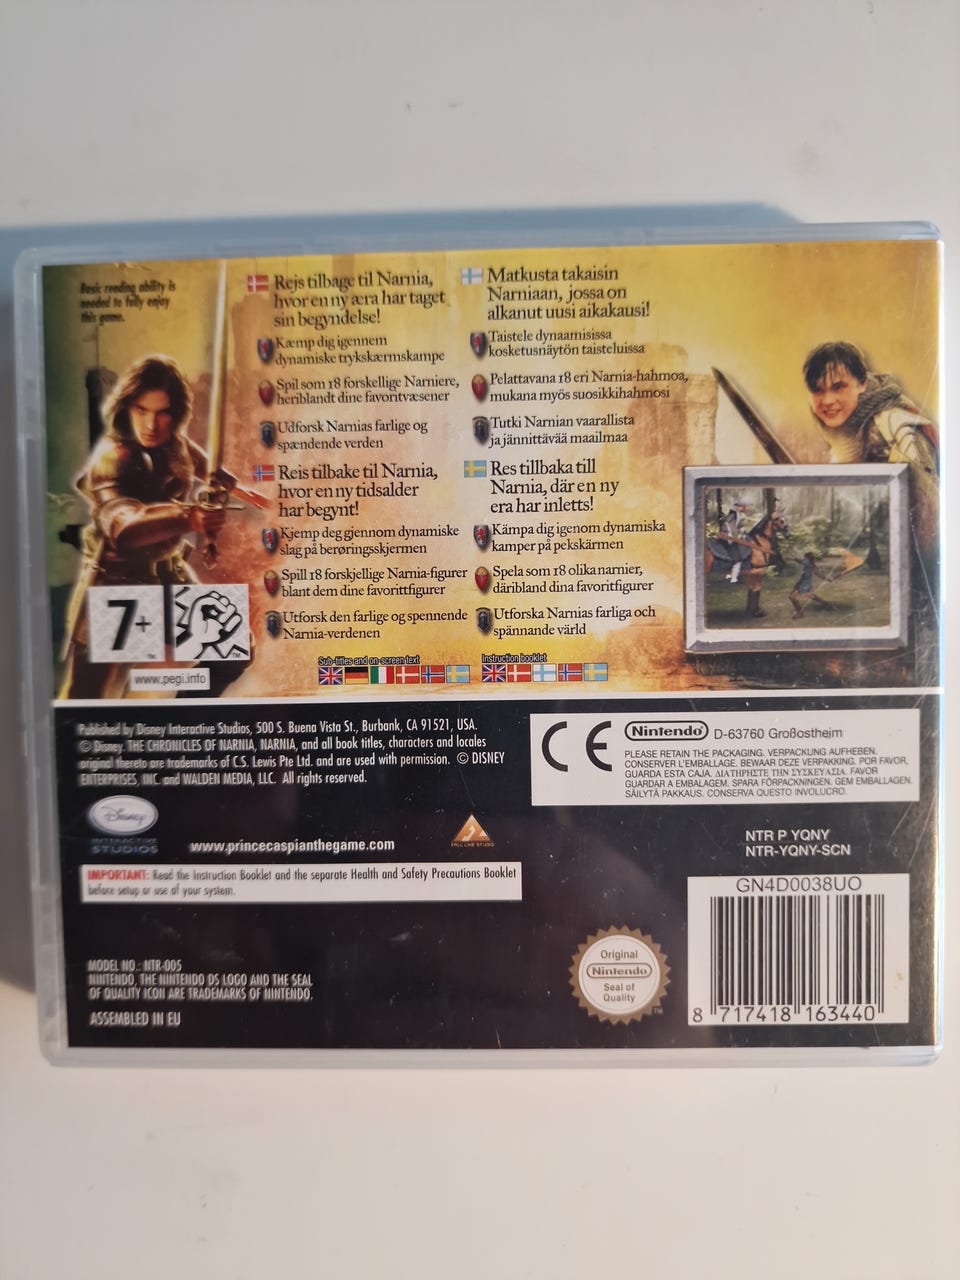 Basic reading ability is
needed to fully enjoy
this game.
Rejs tilbage til Narnia,
hvor en ny æra har taget
sin begyndelse!
Kæmp dig igennem
dynamiske trykskærmskampe
Spil som 18 forskellige Narniere,
heriblandt dine favoritvæsener
Udforsk Narnias farlige og
spændende verden
Reis tilbake til Narnia,
hvor en ny tidsalder
har begynt!
Kjemp deg gjennom dynamiske
slag på berøringsskjermen
Spill 18 forskjellige Narnia-figurer
blant dem dine favorittfigurer
Utforsk den farlige og spennende
Narnia-verdenen
Matkusta takaisin
Narniaan, jossa on
alkanut uusi aikakausi!
Taistele dynaamisissa
kosketusnäytön taisteluissa
Pelattavana 18 eri Narnia-hahmoa,
mukana myös suosikkihahmosi
Tutki Narnian vaarallista
ja jännittävää maailmaa
Res tillbaka till
Narnia, där en ny
era har inletts!
Kämpa dig igenom dynamiska
kamper på pekskärmen
Spela som 18 olika narnier,
däribland dina favoritfigurer
Utforska Narnias farliga och
spännande värld
7+
TM
TM
www.pegi.info
Sub-titles and on-screen text
Instruction booklet
Published by Disney Interactive Studios, 500 S. Buena Vista St., Burbank, CA 91521, USA.
© Disney. THE CHRONICLES OF NARNIA, NARNIA, and all book titles, characters and locales
original thereto are trademarks of C.S. Lewis Pte Ltd. and are used with permission. © DISNEY
ENTERPRISES, INC. and WALDEN MEDIA, LLC. All rights reserved.
Disney
INTERACTIVE
STUDIOS
www.princecaspianthegame.com
FALL LINE STUDIO
IMPORTANT: Read the Instruction Booklet and the separate Health and Safety Precautions Booklet
before setup or use of your system.
MODEL NO.: NTR-005
NINTENDO, THE NINTENDO DS LOGO AND THE SEAL
OF QUALITY ICON ARE TRADEMARKS OF NINTENDO.
ASSEMBLED IN EU
CE
Nintendo D-63760 Großostheim
PLEASE RETAIN THE PACKAGING. VERPACKUNG AUFHEBEN.
CONSERVER L'EMBALLAGE. BEWAAR DEZE VERPAKKING. POR FAVOR,
GUARDA ESTA CAJA. ΔΙΑΤΗΡΗΣΤΕ ΤΗΝ ΣΥΣΚΕΥΑΣΙΑ. FAVOR
GUARDAR A EMBALAGEM. SPARA FÖRPACKNINGEN. GEM EMBALLAGEN.
SÄILYTÄ PAKKAUS. CONSERVA QUESTO INVOLUCRO.
NTR P YQNY
NTR-YQNY-SCN
GN4D0038UO
8 717418 163440
Original
Nintendo
Seal of
Quality
TM